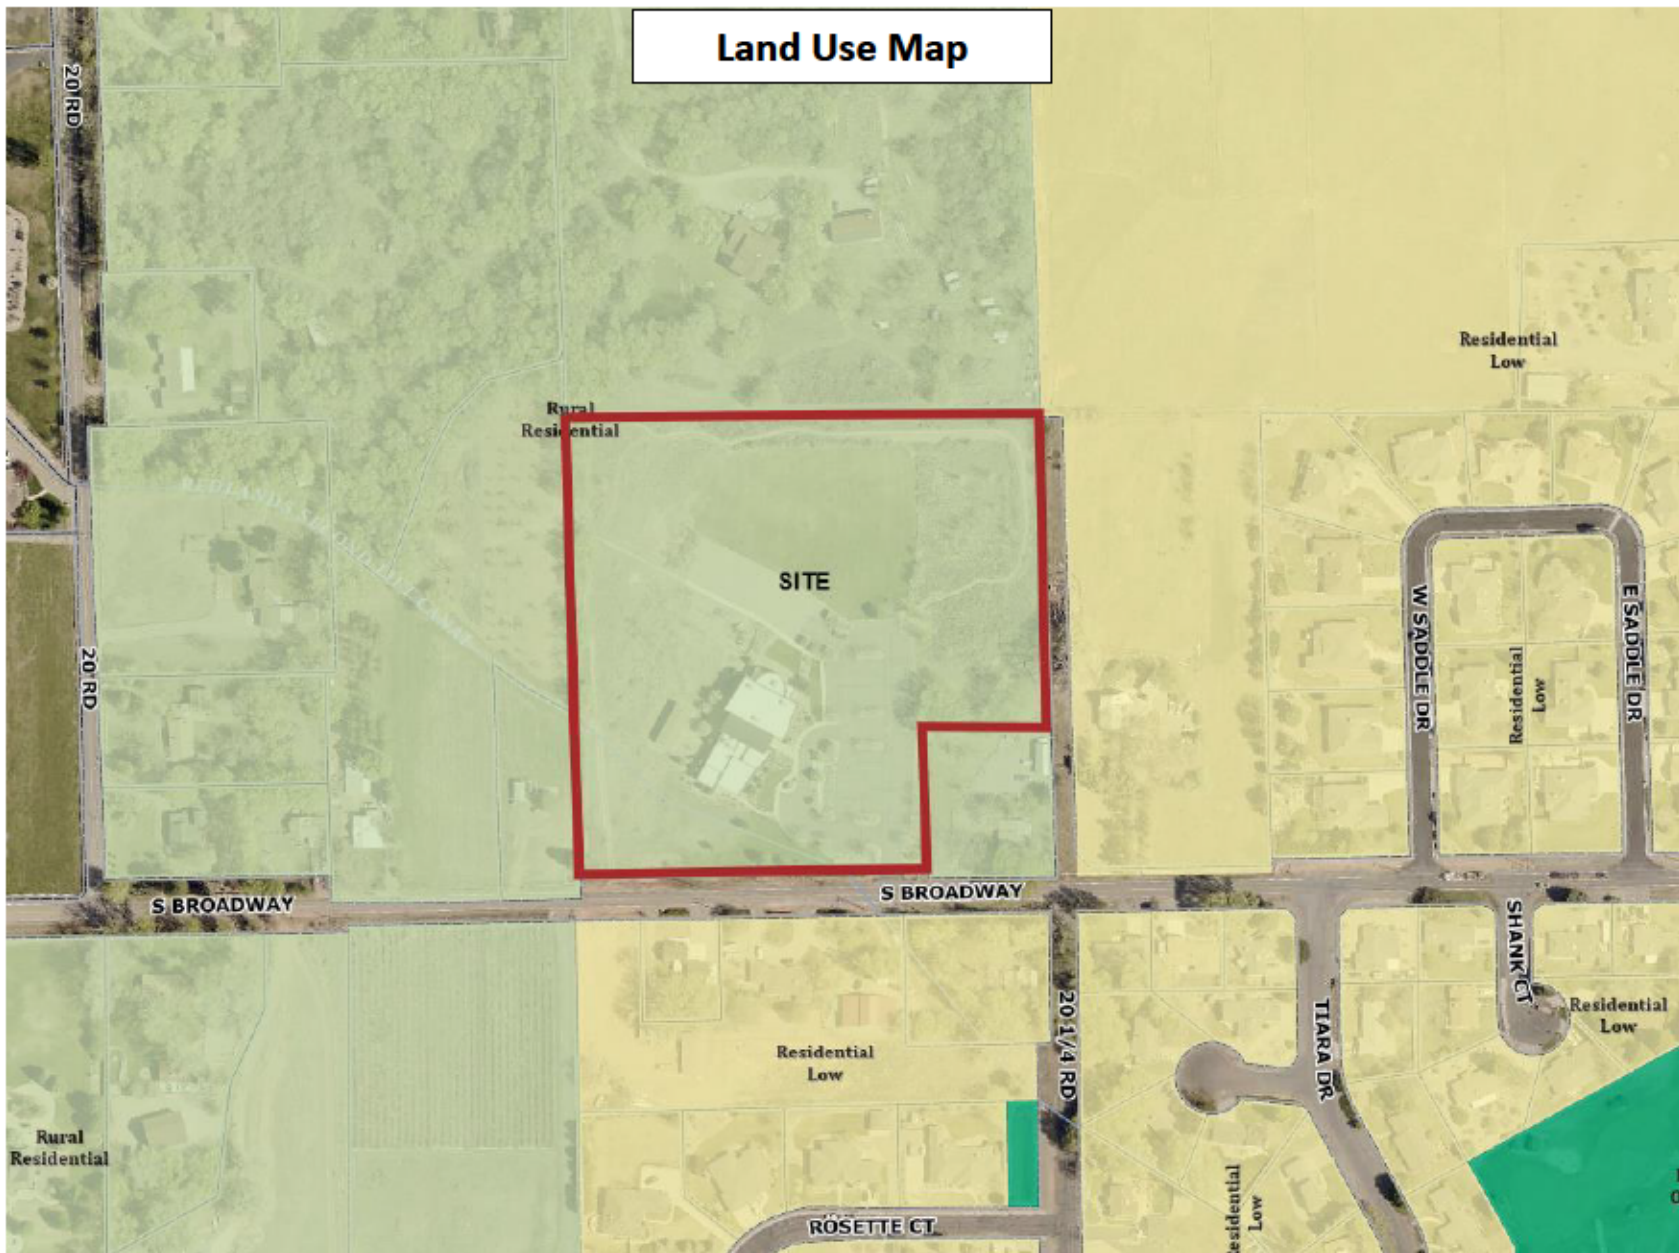 Land Use Map
20 RD
Residential
Low
Rural
Residential
SITE
W SADDLE DR
E SADDLE DR
Residential
Low
20 RD
S BROADWAY
S BROADWAY
SHANK CT
20 1/4 RD
TIARA DR
Residential
Low
Residential
Low
Rural
Residential
Residential
Low
ROSETTE CT